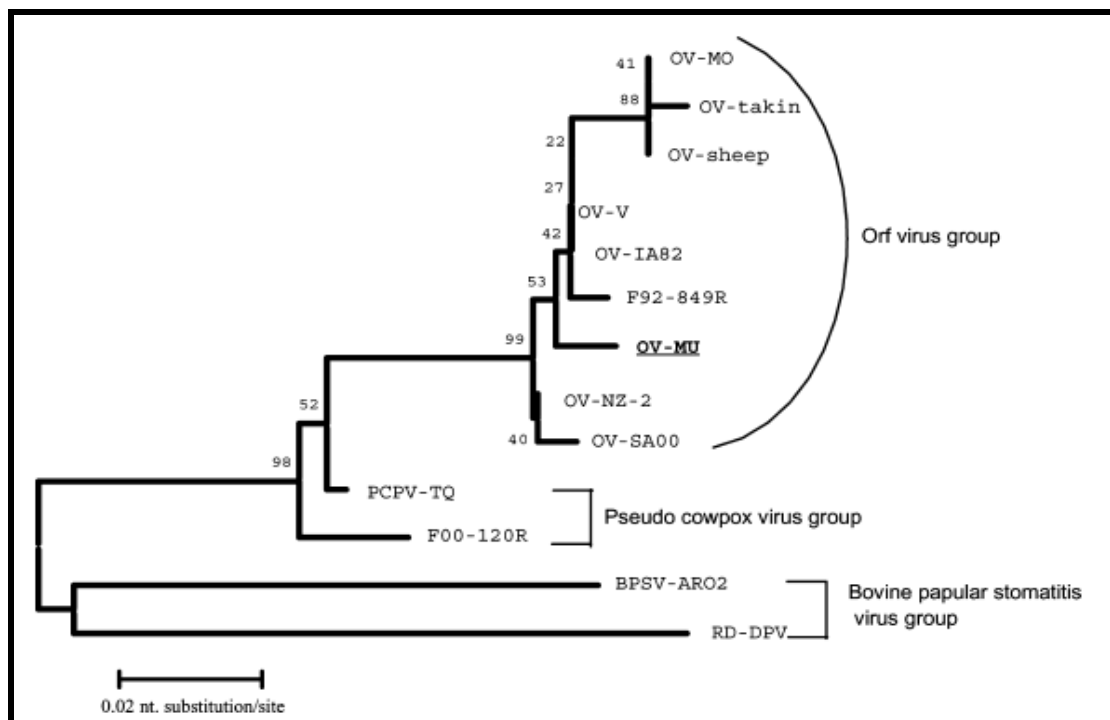 41
OV-MO
88
OV-takin
22
OV-sheep
27
OV-V
42
OV-IA82
Orf virus group
53
F92-849R
99
OV-MU
OV-NZ-2
52
40
OV-SA00
98
PCPV-TQ
Pseudo cowpox virus group
F00-120R
BPSV-ARO2
Bovine papular stomatitis
virus group
RD-DPV
0.02 nt. substitution/site